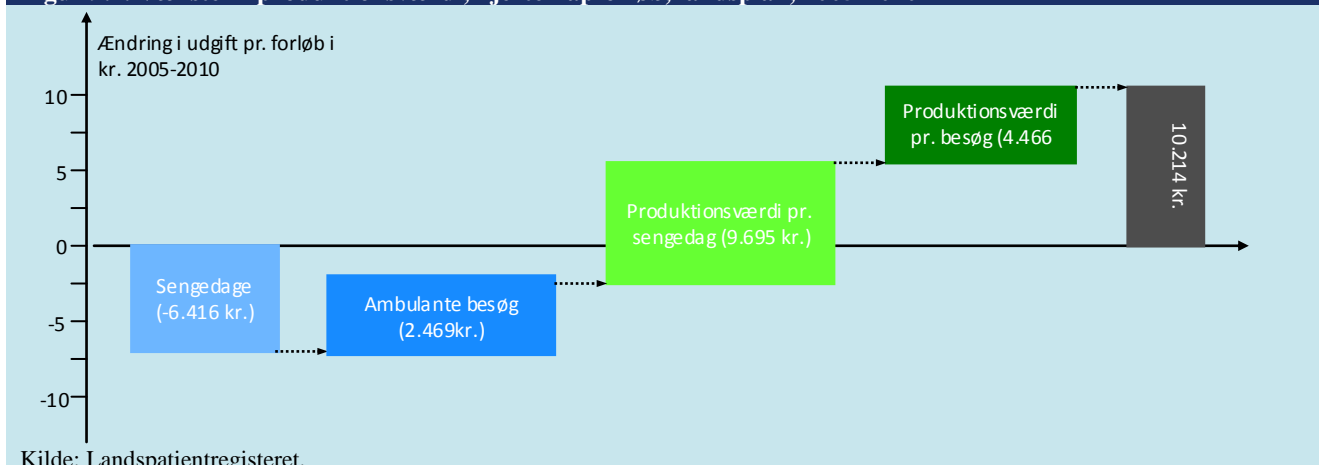 Ændring i udgift pr. forløb i
kr. 2005-2010
10
5
0
-5
-10
Sengedage
(-6.416 kr.)
Ambulante besøg
(2.469kr.)
Produktionsværdi pr.
sengedag (9.695 kr.)
Produktionsværdi
pr. besøg (4.466
10.214 kr.
Kilde: Landspatientregisteret.